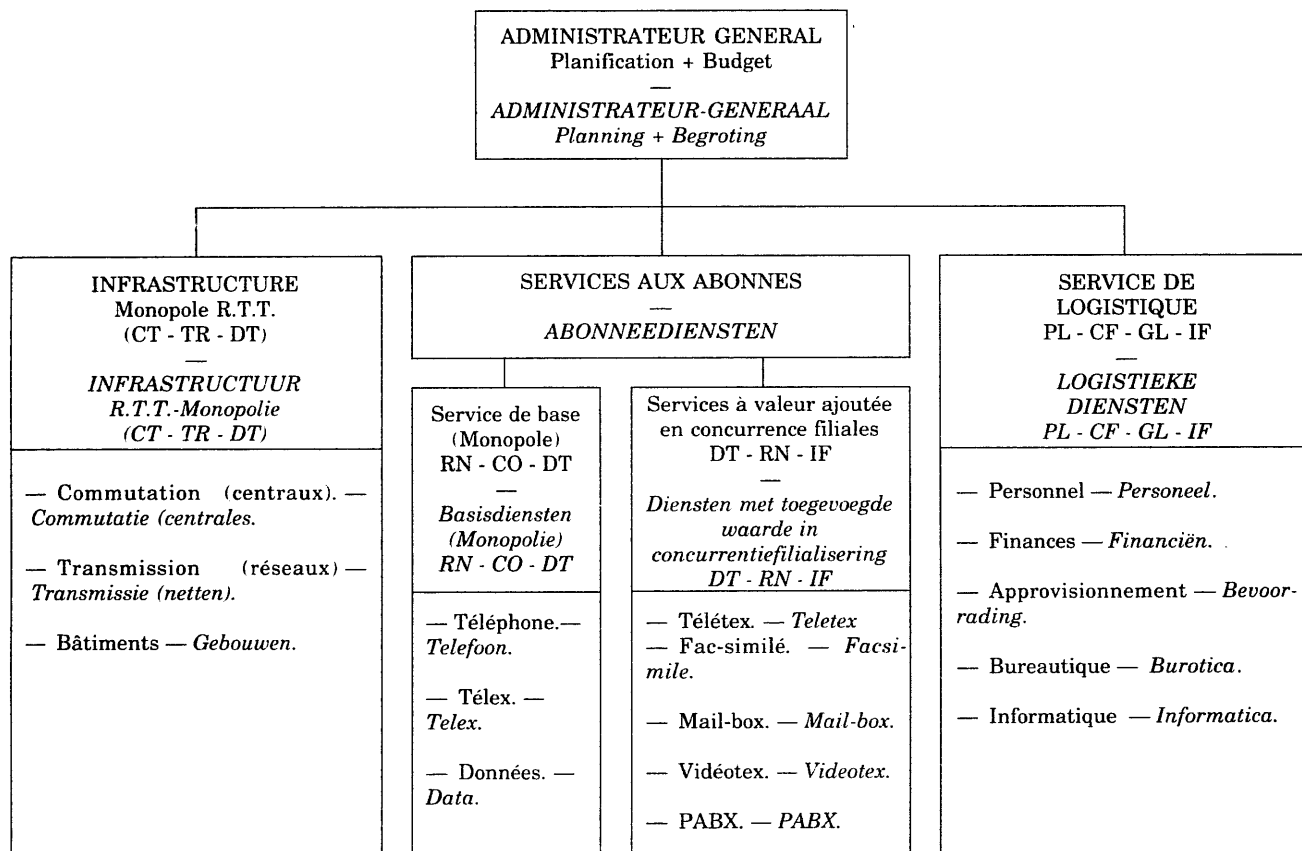 ADMINISTRATEUR GENERAL
Planification + Budget
—
ADMINISTRATEUR-GENERAAL
Planning + Begroting
INFRASTRUCTURE
Monopole R.T.T.
(CT - TR - DT)
—
INFRASTRUCTUUR
R.T.T.-Monopolie
(CT - TR - DT)
— Commutation (centraux). —
Commutatie (centrales.
— Transmission (réseaux) —
Transmissie (netten).
— Bâtiments — Gebouwen.
SERVICES AUX ABONNES
—
ABONNEEDIENSTEN
Service de base
(Monopole)
RN - CO - DT
—
Basisdiensten
(Monopolie)
RN - CO - DT
— Téléphone.—
Telefoon.
— Télex. —
Telex.
— Données. —
Data.
Services à valeur ajoutée
en concurrence filiales
DT - RN - IF
—
Diensten met toegevoegde
waarde in
concurrentiefilialisering
DT - RN - IF
— Télétex. — Teletex
— Fac-similé. — Facsi-
mile.
— Mail-box. — Mail-box.
— Vidéotex. — Videotex.
— PABX. — PABX.
SERVICE DE
LOGISTIQUE
PL - CF - GL - IF
—
LOGISTIEKE
DIENSTEN
PL - CF - GL - IF
— Personnel — Personeel.
— Finances — Financiën.
— Approvisionnement — Bevoor-
rading.
— Bureautique — Burotica.
— Informatique — Informatica.